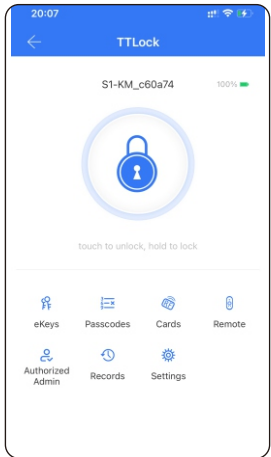 20:07
TTLock
S1-KM_c60a74
100%
touch to unlock, hold to lock
eKeys Passcodes Cards Remote
Authorized
Admin
Records Settings